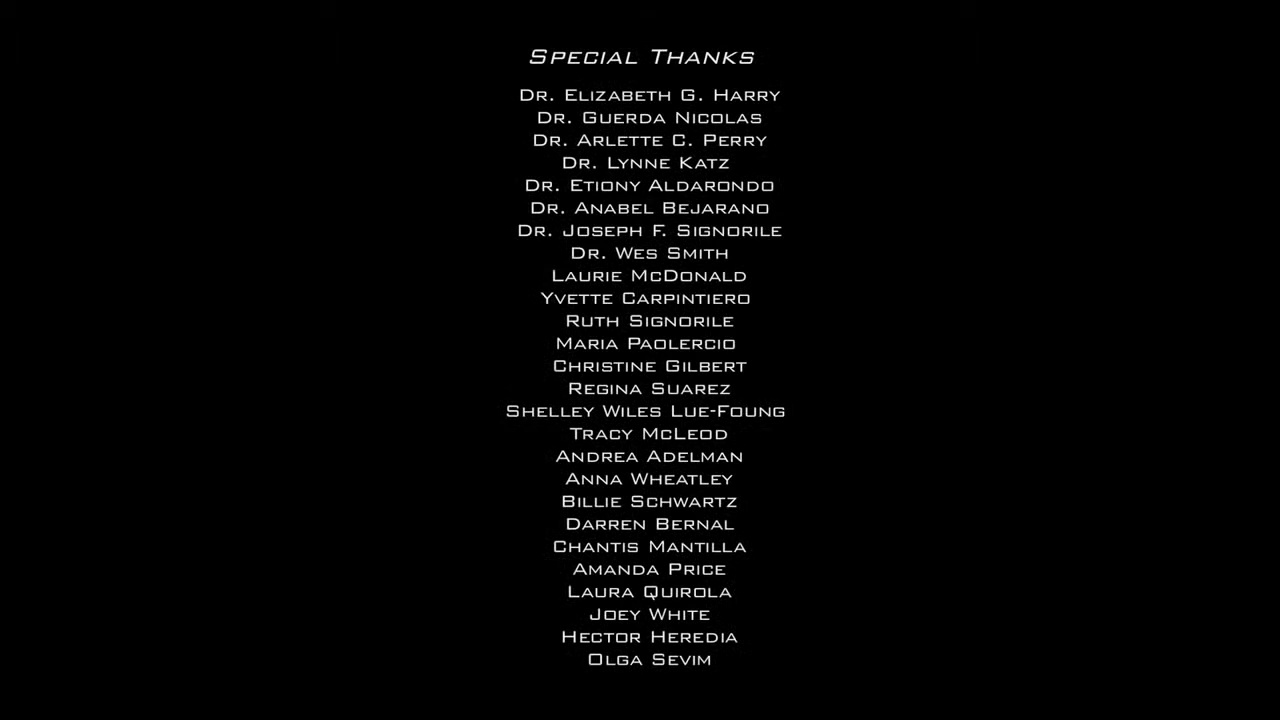 Special Thanks
Dr. Elizabeth G. Harry
Dr. Guerda Nicolas
Dr. Arlette C. Perry
Dr. Lynne Katz
Dr. Etiony Aldarondo
Dr. Anabel Bejarano
Dr. Joseph F. Signorile
Dr. Wes Smith
Laurie McDonald
Yvette Carpintiero
Ruth Signorile
Maria Paolercio
Christine Gilbert
Regina Suarez
Shelley Wiles Lue-Foung
Tracy McLeod
Andrea Adelman
Anna Wheatley
Billie Schwartz
Darren Bernal
Chantis Mantilla
Amanda Price
Laura Quirola
Joey White
Hector Heredia
Olga Sevim